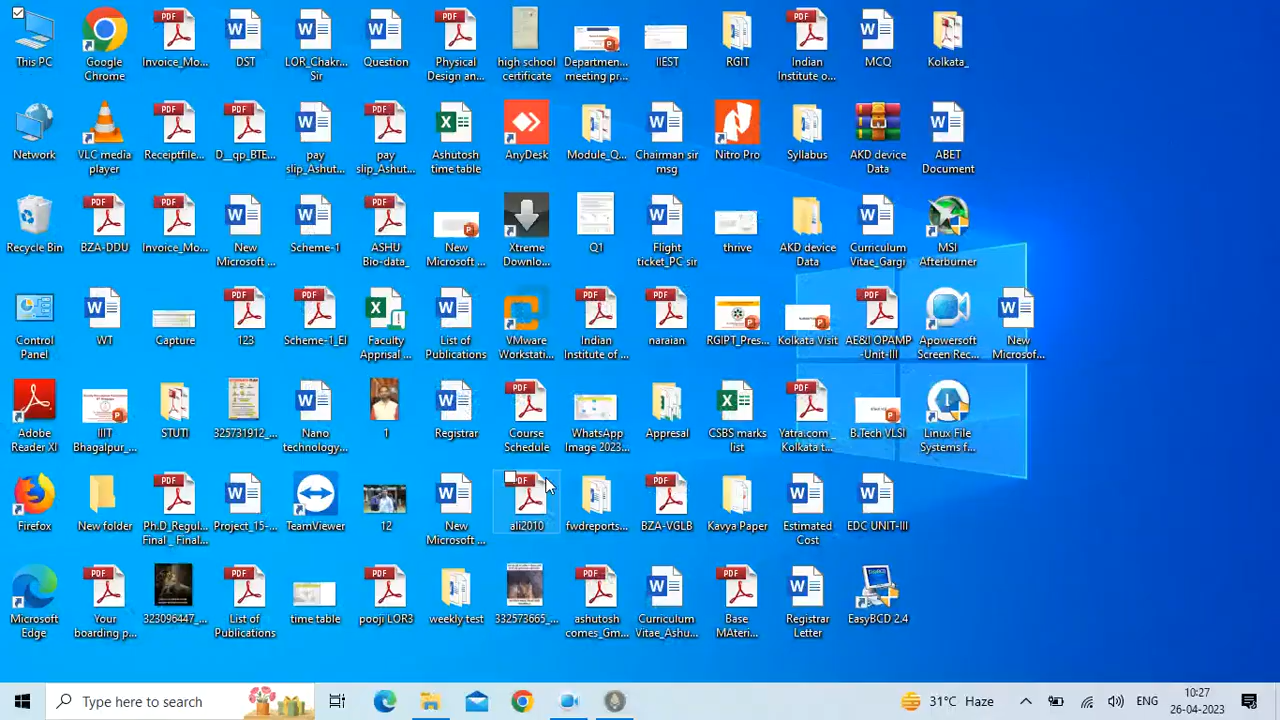 This PC
Google Chrome
Invoice_Mo...
DST
LOR_Chakr... Sir
Question
Physical Design an...
high school certificate
Departmen... meeting pr...
IIEST
RGIT
Indian Institute o...
MCQ
Kolkata_
Network
VLC media player
Receiptfile...
D__qp_BTE...
pay slip_Ashut...
pay slip_Ashut...
Ashutosh time table
AnyDesk
Module_Q...
Chairman sir msg
Nitro Pro
Syllabus
AKD device Data
ABET Document
Recycle Bin
BZA-DDU
Invoice_Mo...
New Microsoft ...
Scheme-1
ASHU Bio-data_
New Microsoft ...
Xtreme Downlo...
Q1
Flight ticket_PC sir
thrive
AKD device Data
Curriculum Vitae_Gargi
MSI Afterburner
Control Panel
WT
Capture
123
Scheme-1_EI
Faculty Apprisal ...
List of Publications
VMware Workstati...
Indian Institute of ...
naraian
RGIPT_Pres...
Kolkata Visit
AE&I OPAMP -Unit-III
Apowersoft Screen Rec...
New Microsof...
Adobe Reader XI
IIIT Bhagalpur_...
STUTI
325731912_...
Nano technology...
1
Registrar
Course Schedule
WhatsApp Image 2023...
Appresal
CSBS marks list
Yatra.com_ Kolkata t...
B.Tech VLSI
Linux File Systems f...
Firefox
New folder
Ph.D_Regul... Final _ Final...
Project_15-...
TeamViewer
12
New Microsoft ...
ali2010
fwdreports...
BZA-VGLB
Kavya Paper
Estimated Cost
EDC UNIT-III
Microsoft Edge
Your boarding p...
323096447_...
List of Publications
time table
pooji LOR3
weekly test
332573665_...
ashutosh comes_Gm...
Curriculum Vitae_Ashu...
Base MAteri...
Registrar Letter
EasyBCD 2.4
Type here to search
31°C Haze
ENG
10:27
26-04-2023